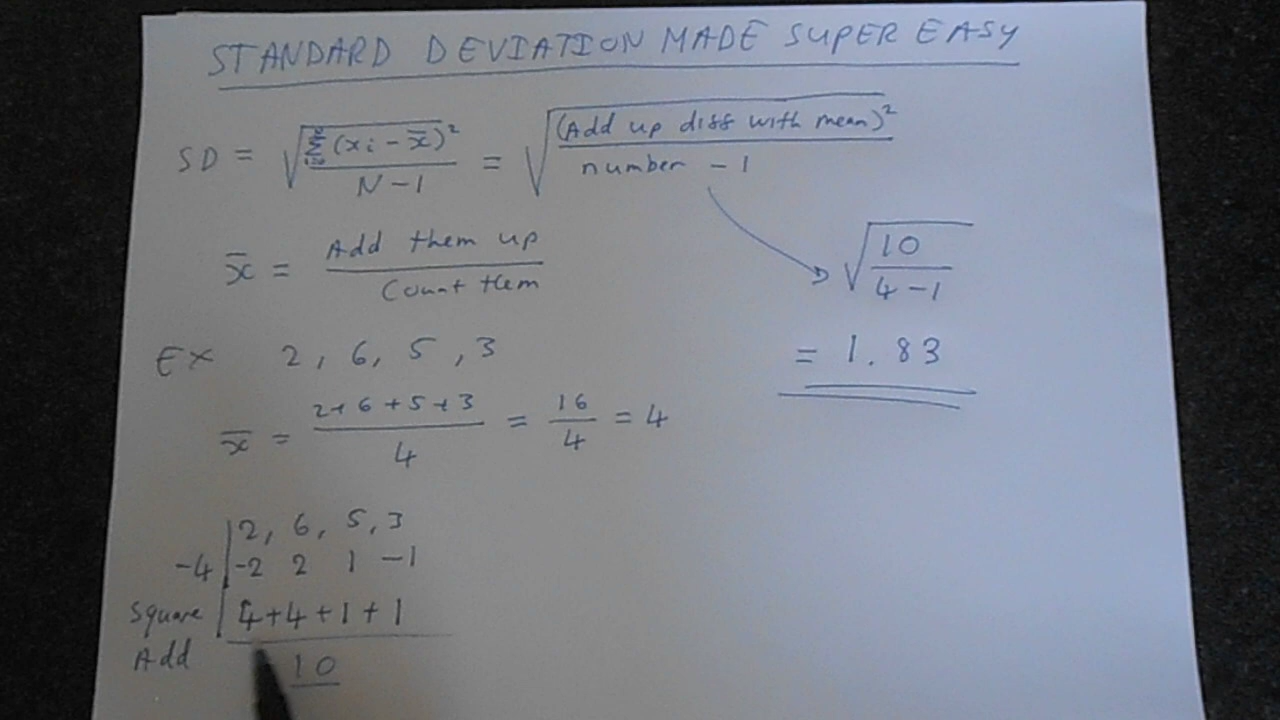 STANDARD DEVIATION MADE SUPER EASY
SD = √(Σ (xi - x̄)² / N - 1) = √((Add up diff with mean)² / number - 1)
x̄ = Add them up / Count them
√(10 / 4 - 1)
= 1.83
EX 2, 6, 5, 3
x̄ = 2+6+5+3 / 4 = 16 / 4 = 4
2, 6, 5, 3
-4 -2 2 1 -1
Square 4+4+1+1
Add 10